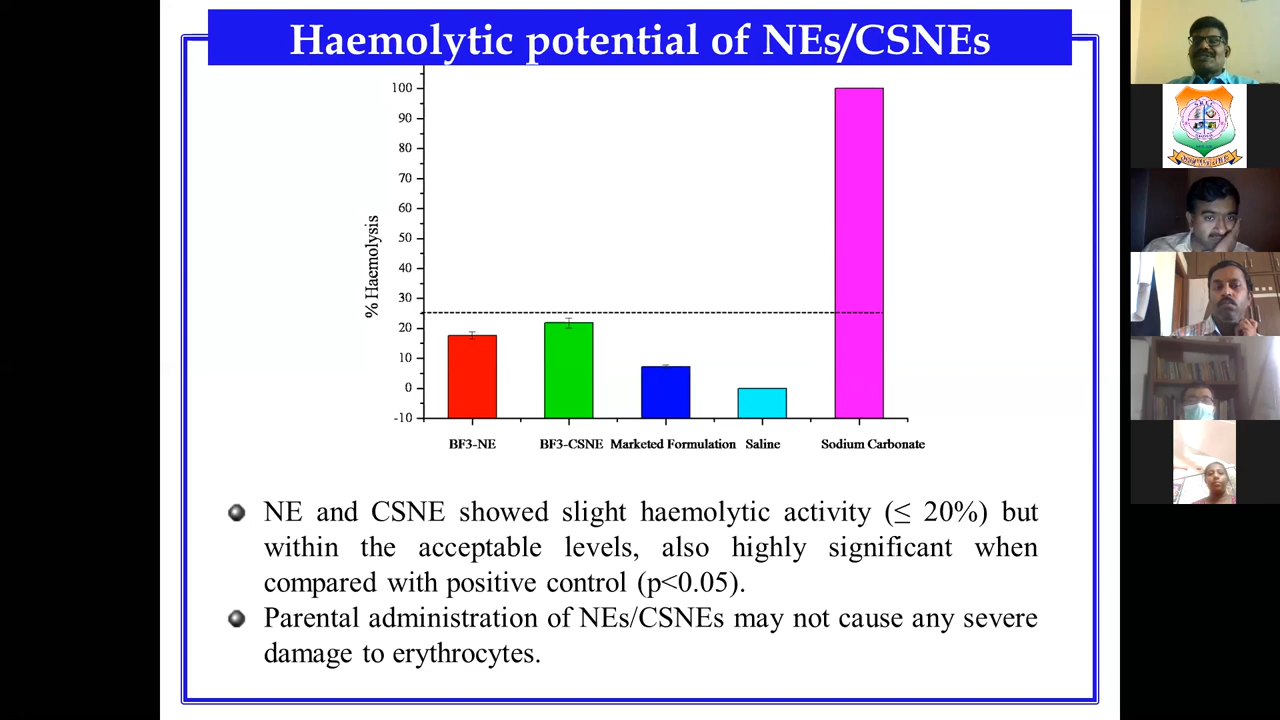 Haemolytic potential of NEs/CSNEs
100
90
80
70
60
50
40
30
20
10
0
-10
% Haemolysis
BF3-NE
BF3-CSNE
Marketed Formulation
Saline
Sodium Carbonate
NE and CSNE showed slight haemolytic activity (≤ 20%) but
within the acceptable levels, also highly significant when
compared with positive control (p<0.05).
Parental administration of NEs/CSNEs may not cause any severe
damage to erythrocytes.